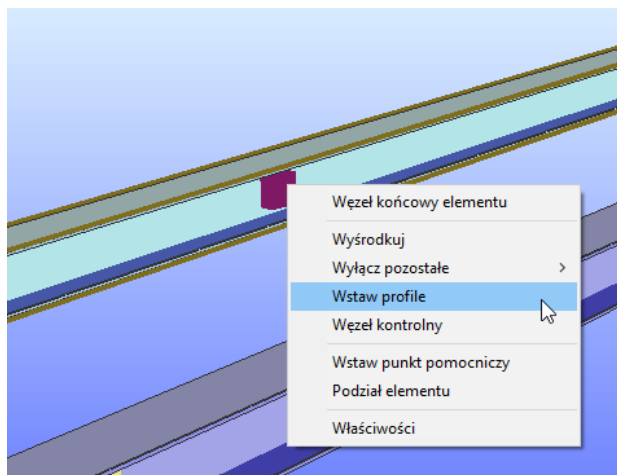 Węzeł końcowy elementu
Wyśrodkuj
Wyłącz pozostałe
Wstaw profile
Węzeł kontrolny
Wstaw punkt pomocniczy
Podział elementu
Właściwości